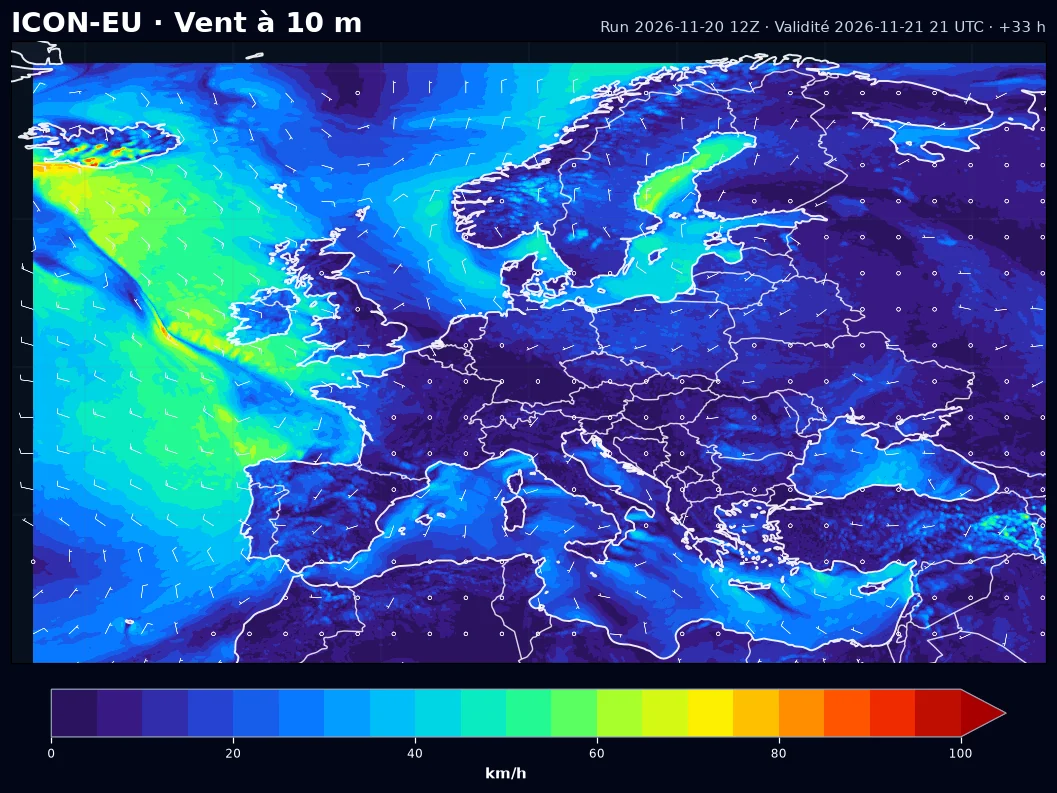 ICON-EU · Vent à 10 m
Run 2026-11-20 12Z · Validité 2026-11-21 21 UTC · +33 h
0 20 40 60 80 100
km/h